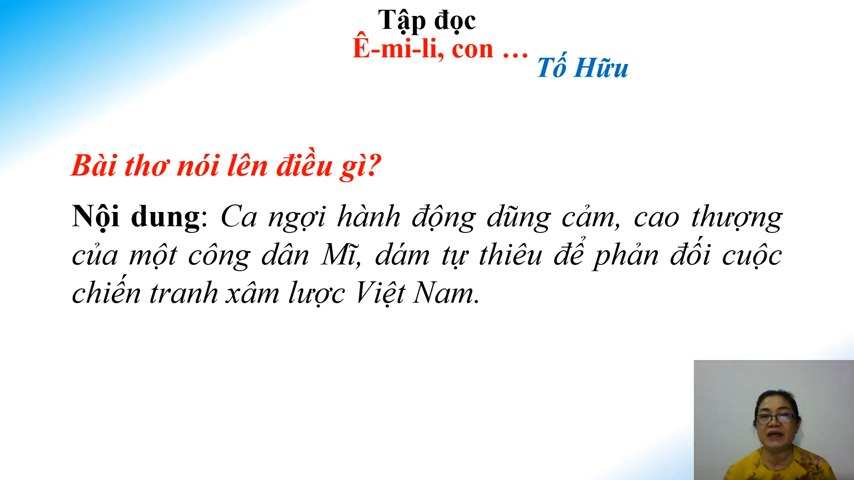 Tập đọc
Ê-mi-li, con …
Tố Hữu
Bài thơ nói lên điều gì?
Nội dung: Ca ngợi hành động dũng cảm, cao thượng
của một công dân Mĩ, dám tự thiêu để phản đối cuộc
chiến tranh xâm lược Việt Nam.